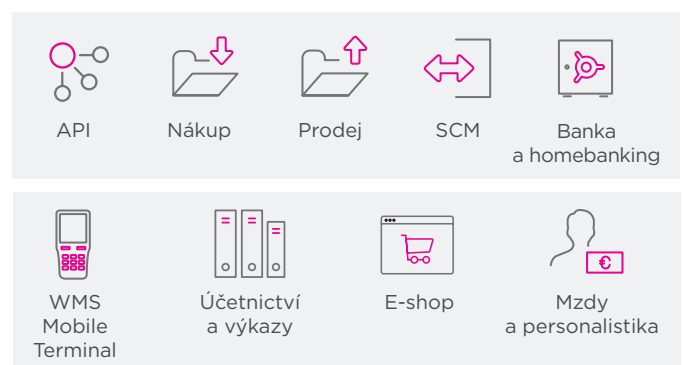 API
Nákup
Prodej
SCM
Banka
a homebanking
WMS
Mobile
Terminal
Účetnictví
a výkazy
E-shop
€
Mzdy
a personalistika